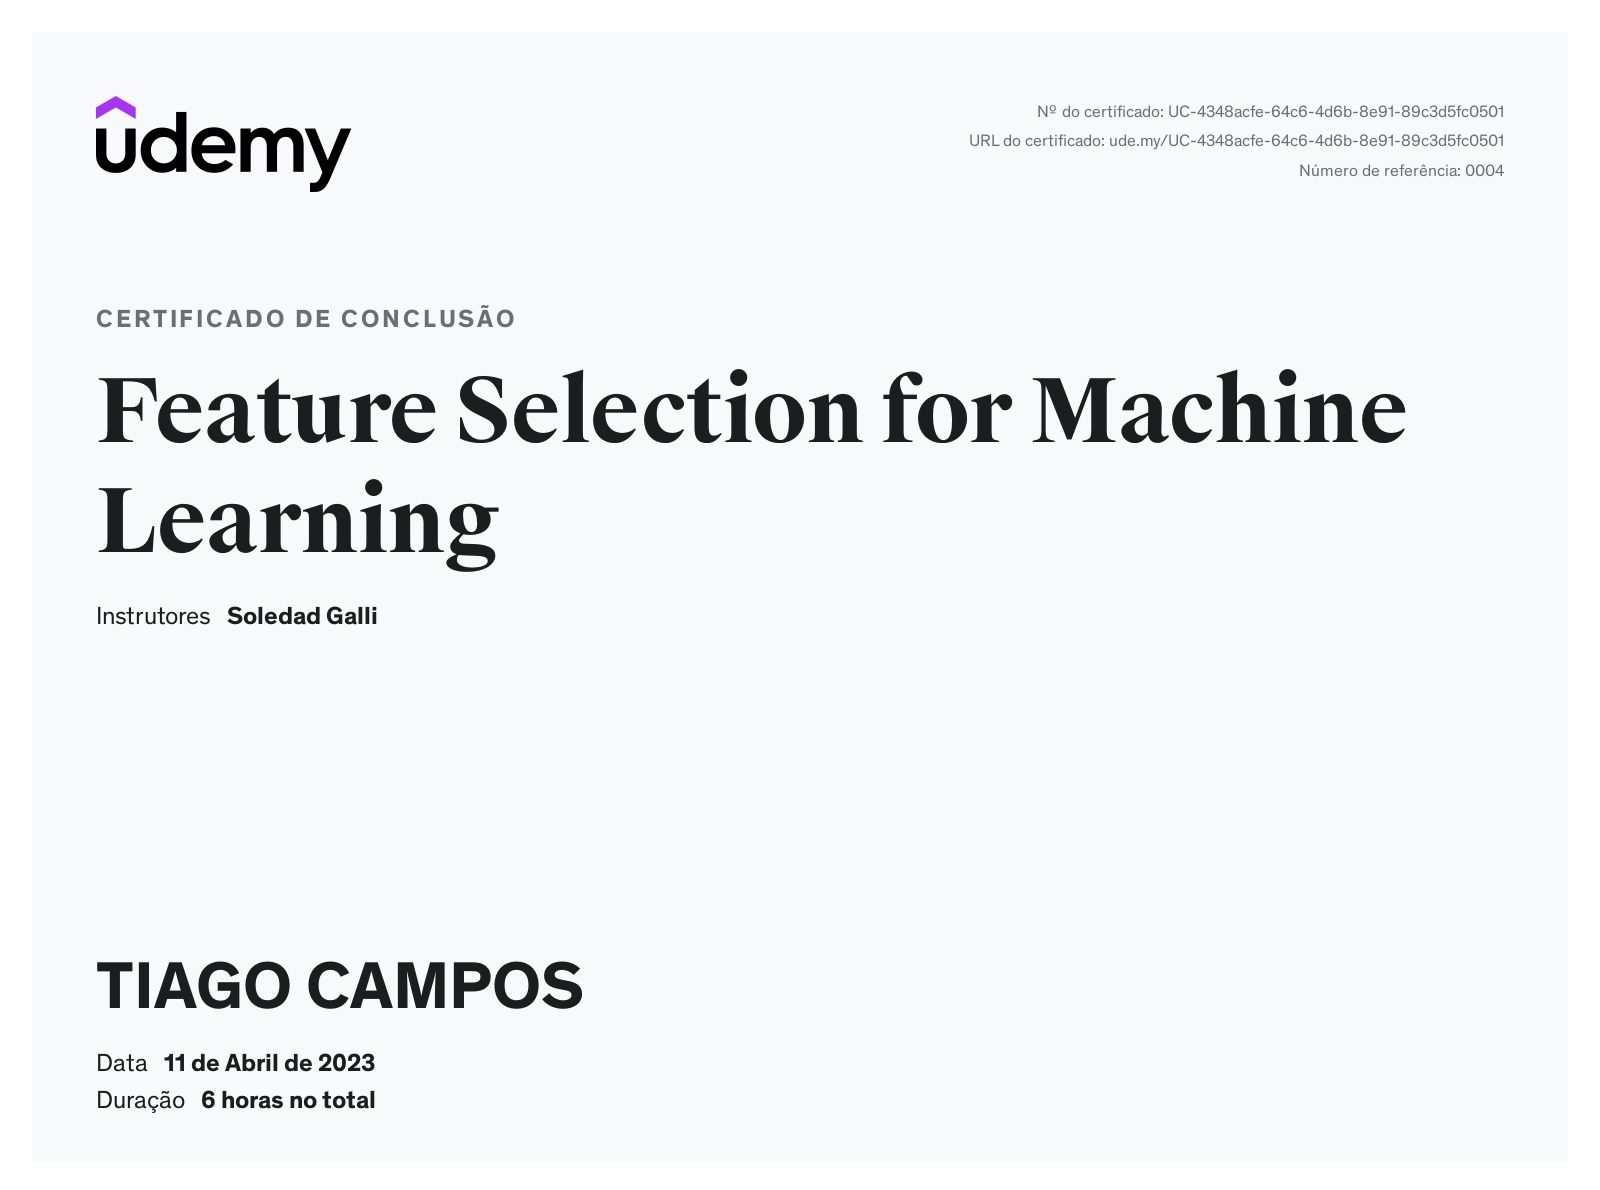 udemy
Nº do certificado: UC-4348acfe-64c6-4d6b-8e91-89c3d5fc0501
URL do certificado: ude.my/UC-4348acfe-64c6-4d6b-8e91-89c3d5fc0501
Número de referência: 0004
CERTIFICADO DE CONCLUSÃO
Feature Selection for Machine
Learning
Instrutores Soledad Galli
TIAGO CAMPOS
Data 11 de Abril de 2023
Duração 6 horas no total